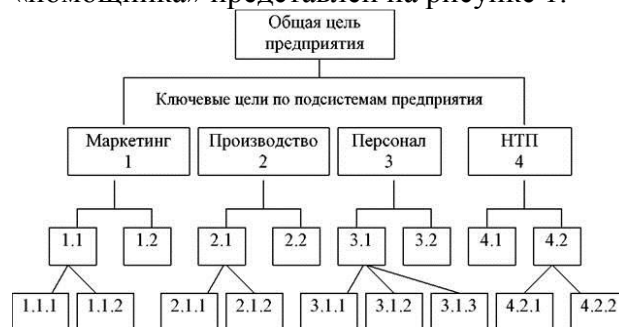 «помощника» представлен на рисунке 1.
Общая цель
предприятия
Ключевые цели по подсистемам предприятия
Маркетинг
1
Производство
2
Персонал
3
НТП
4
1.1
1.2
2.1
2.2
3.1
3.2
4.1
4.2
1.1.1
1.1.2
2.1.1
2.1.2
3.1.1
3.1.2
3.1.3
4.2.1
4.2.2